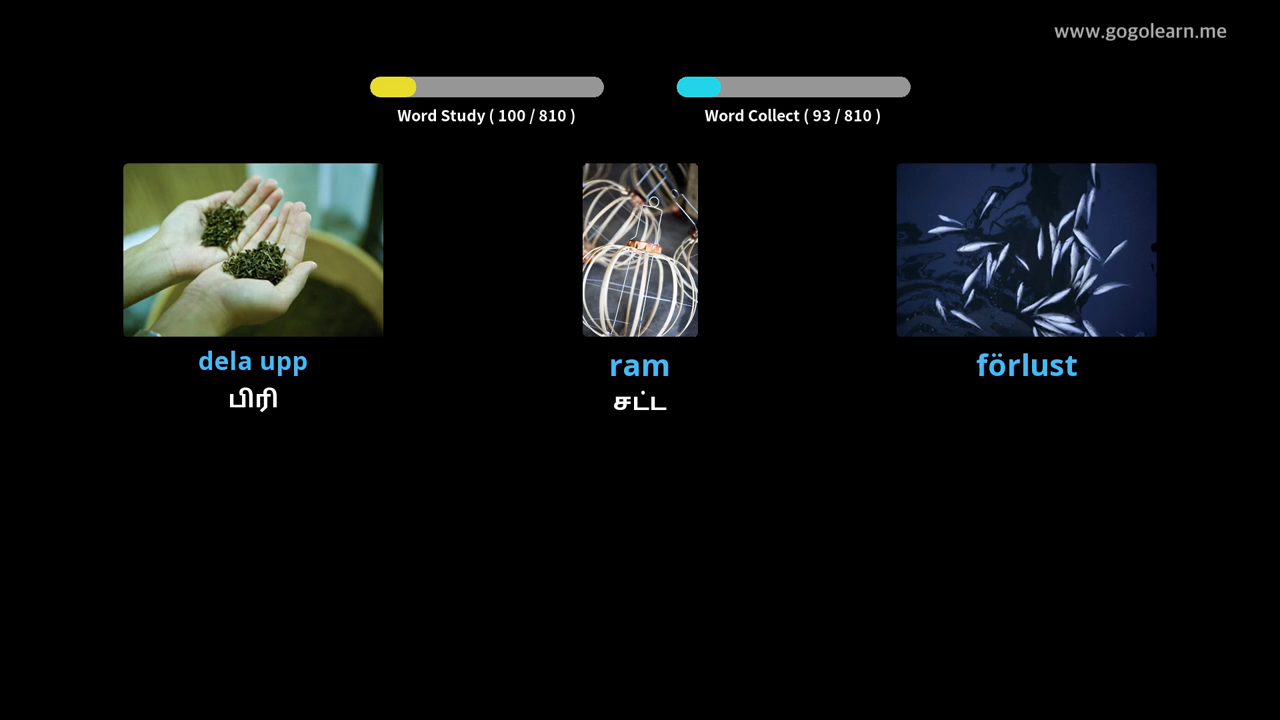 www.gogolearn.me
Word Study ( 100 / 810 )
Word Collect ( 93 / 810 )
dela upp
ram
förlust
பிரி
சட்ட